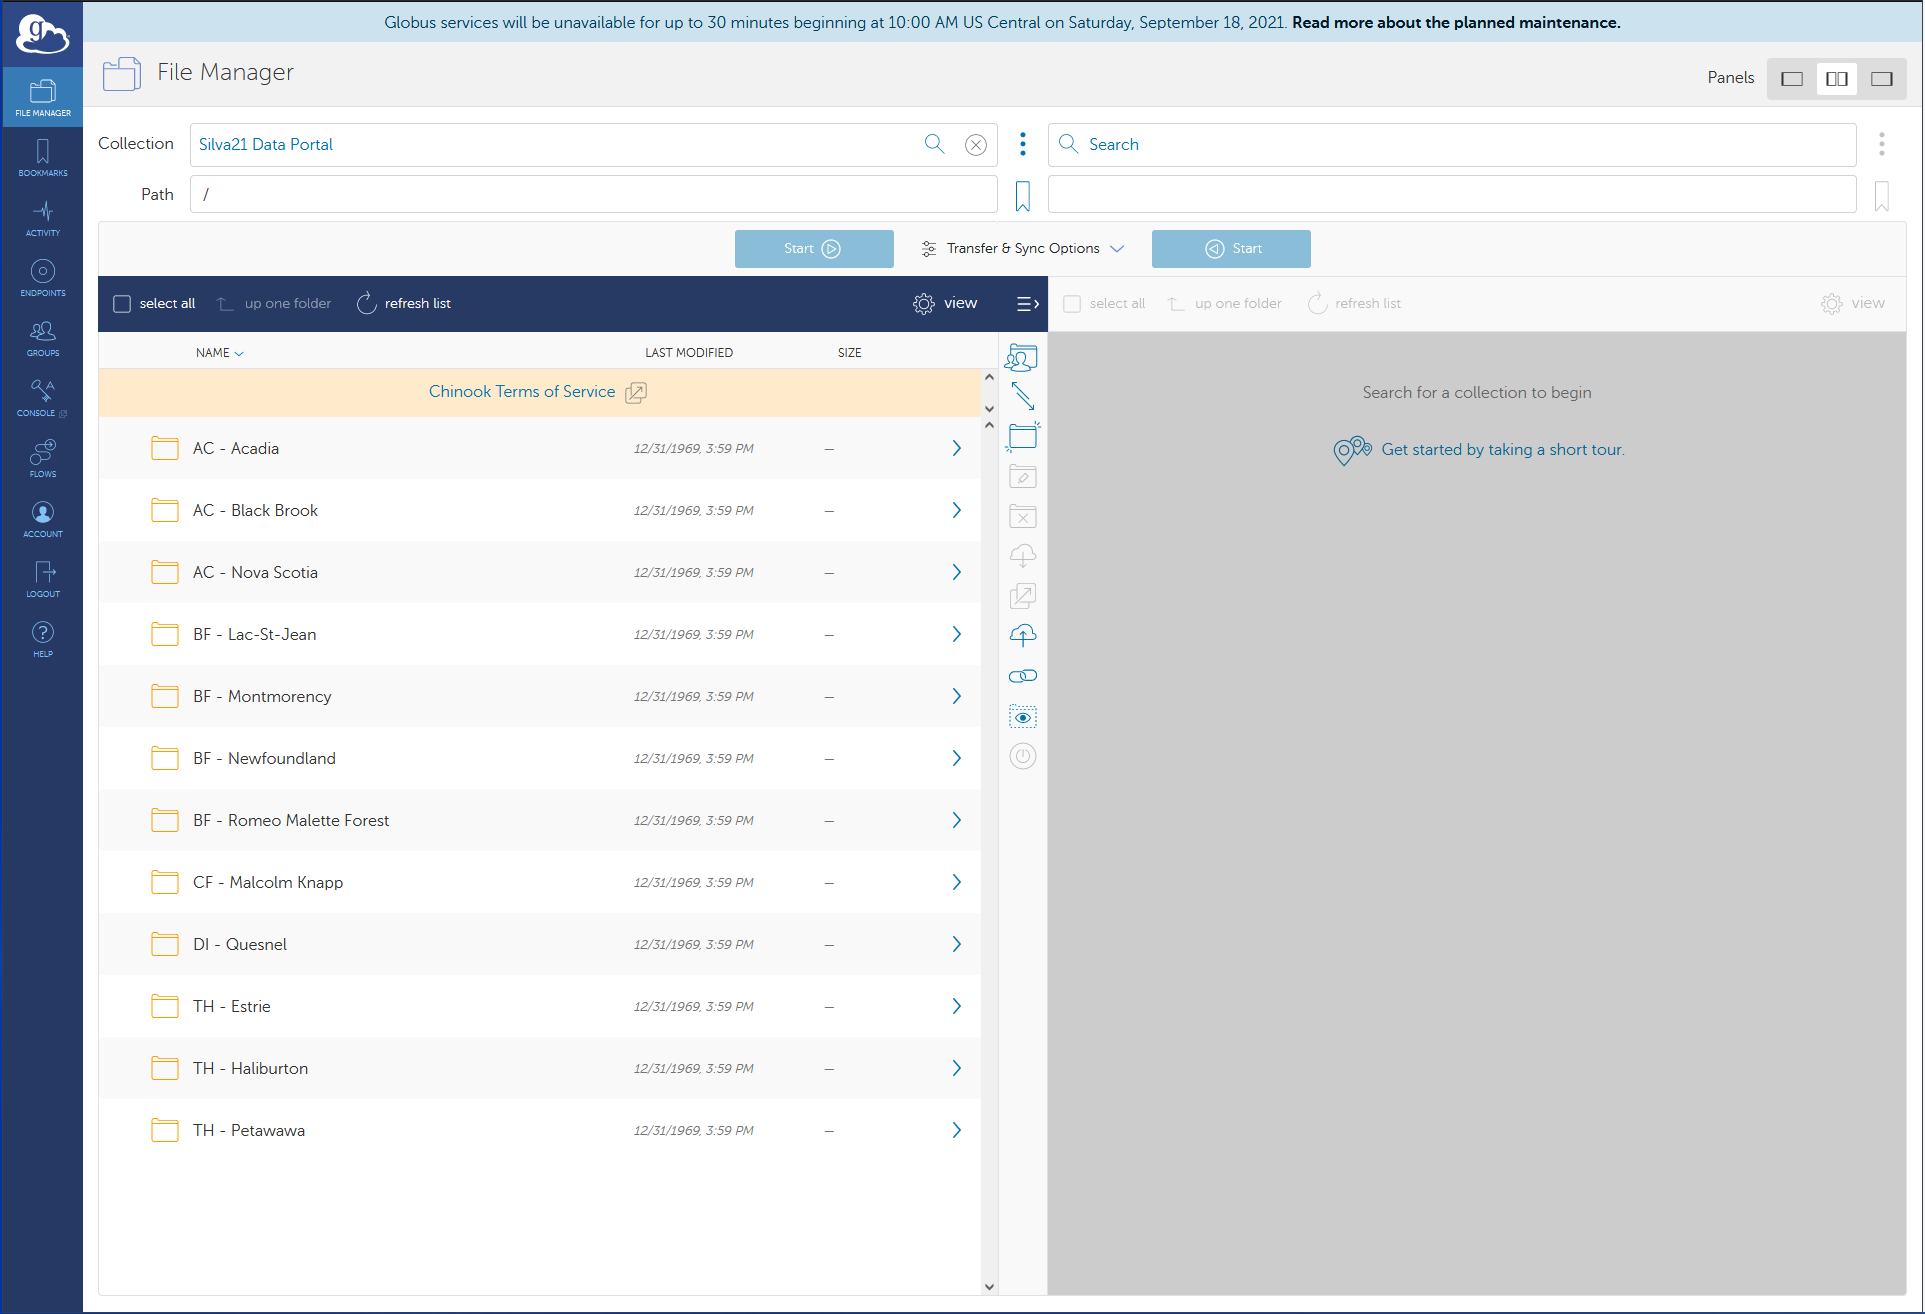 Globus services will be unavailable for up to 30 minutes beginning at 10:00 AM US Central on Saturday, September 18, 2021. Read more about the planned maintenance.
g
File Manager
Panels
FILE MANAGER
BOOKMARKS
ACTIVITY
ENDPOINTS
GROUPS
CONSOLE
FLOWS
ACCOUNT
LOGOUT
HELP
Collection
Silva21 Data Portal
Search
Path
/
Start
Transfer & Sync Options
Start
select all
up one folder
refresh list
view
select all
up one folder
refresh list
view
NAME
LAST MODIFIED
SIZE
Chinook Terms of Service
AC - Acadia 12/31/1969, 3:59 PM –
AC - Black Brook 12/31/1969, 3:59 PM –
AC - Nova Scotia 12/31/1969, 3:59 PM –
BF - Lac-St-Jean 12/31/1969, 3:59 PM –
BF - Montmorency 12/31/1969, 3:59 PM –
BF - Newfoundland 12/31/1969, 3:59 PM –
BF - Romeo Malette Forest 12/31/1969, 3:59 PM –
CF - Malcolm Knapp 12/31/1969, 3:59 PM –
DI - Quesnel 12/31/1969, 3:59 PM –
TH - Estrie 12/31/1969, 3:59 PM –
TH - Haliburton 12/31/1969, 3:59 PM –
TH - Petawawa 12/31/1969, 3:59 PM –
Search for a collection to begin
Get started by taking a short tour.